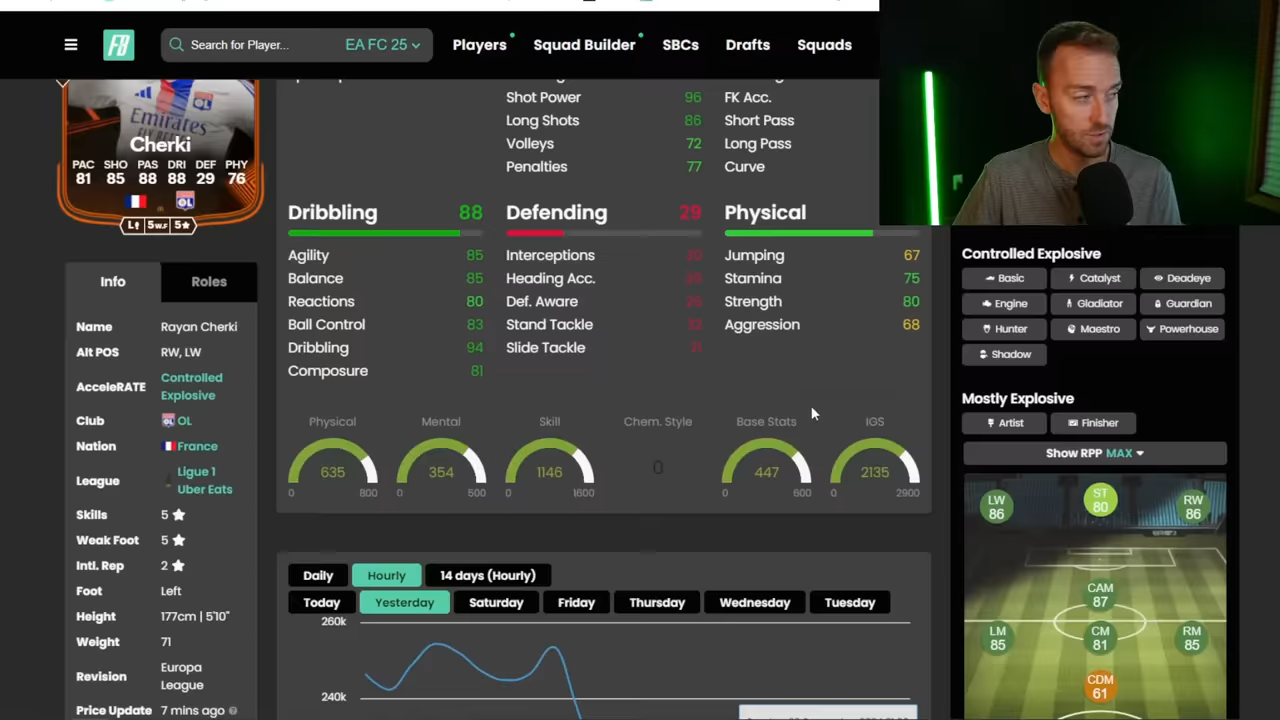 FB
Search for Player...
EA FC 25
Players
Squad Builder
SBCs
Drafts
Squads
Emirates
Cherki
PAC SHO PAS DRI DEF PHY
81 85 88 88 29 76
OL
L 5 W.F 5★
Info
Roles
Name Rayan Cherki
Alt POS RW, LW
AcceleRATE Controlled Explosive
Club OL
Nation France
League Ligue 1 Uber Eats
Skills 5 ★
Weak Foot 5 ★
Intl. Rep 2 ★
Foot Left
Height 177cm | 5'10"
Weight 71
Revision Europa League
Price Update 7 mins ago
Shot Power 96
Long Shots 86
Volleys 72
Penalties 77
FK Acc.
Short Pass
Long Pass
Curve
Dribbling 88
Agility 85
Balance 85
Reactions 80
Ball Control 83
Dribbling 94
Composure 81
Defending 29
Interceptions
Heading Acc.
Def. Aware
Stand Tackle
Slide Tackle
Physical
Jumping 67
Stamina 75
Strength 80
Aggression 68
Physical
635
0 800
Mental
354
0 500
Skill
1146
0 1600
Chem. Style
0
Base Stats
447
0 600
IGS
2135
0 2900
Daily
Hourly
14 days (Hourly)
Today
Yesterday
Saturday
Friday
Thursday
Wednesday
Tuesday
260k
240k
Controlled Explosive
Basic
Catalyst
Deadeye
Engine
Gladiator
Guardian
Hunter
Maestro
Powerhouse
Shadow
Mostly Explosive
Artist
Finisher
Show RPP MAX
LW
86
ST
80
RW
86
CAM
87
LM
85
CM
81
RM
85
CDM
61